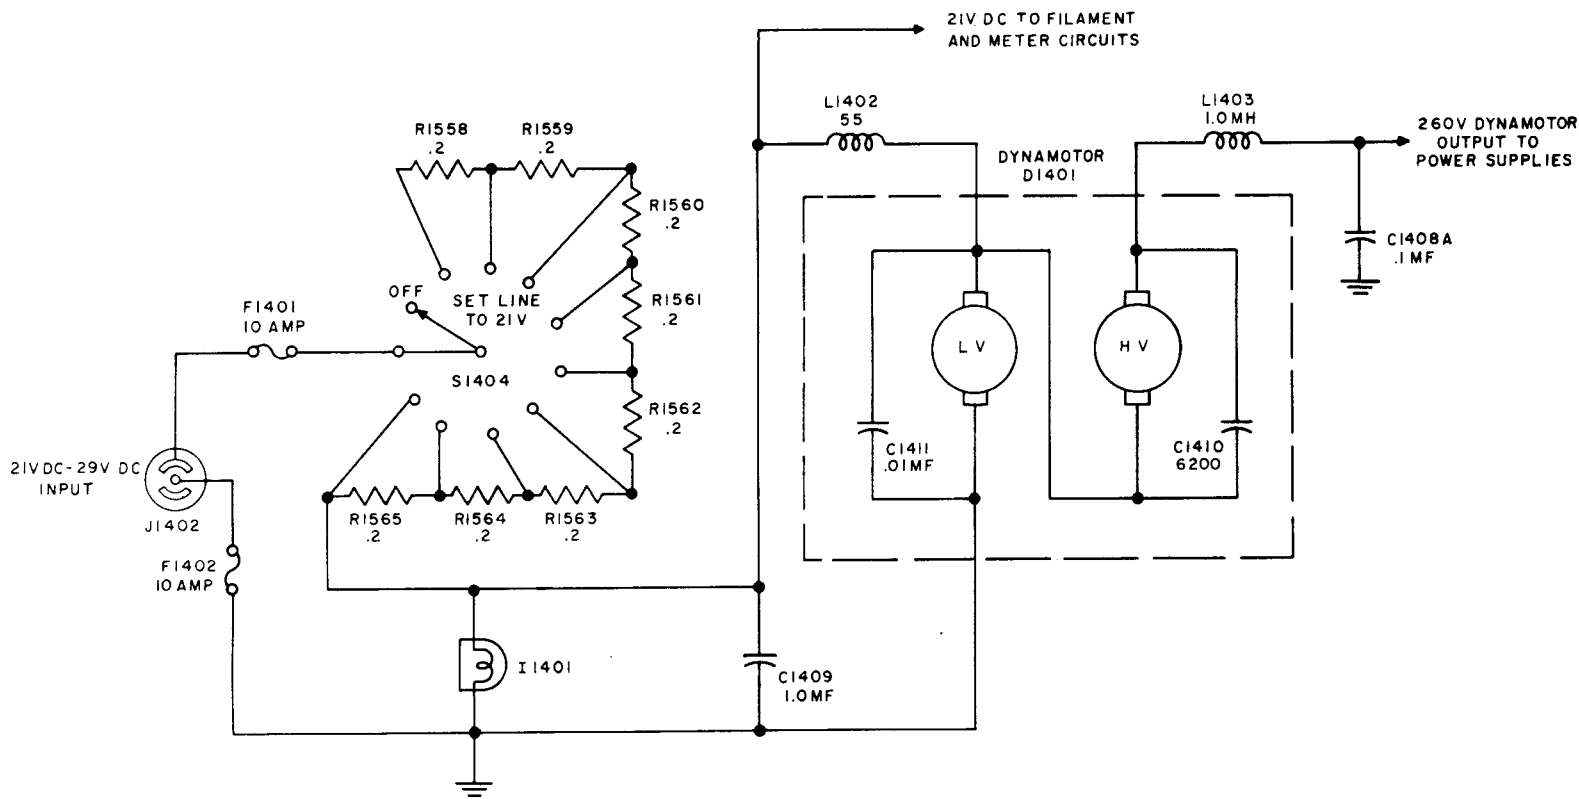 21V DC TO FILAMENT
AND METER CIRCUITS
L1402
55
L1403
1.0MH
260V DYNAMOTOR
OUTPUT TO
POWER SUPPLIES
R1558
.2
R1559
.2
DYNAMOTOR
D1401
R1560
.2
C1408A
.1MF
OFF
SET LINE
TO 21V
R1561
.2
F1401
10 AMP
LV
HV
S1404
R1562
.2
C1411
.01MF
C1410
6200
21VDC-29V DC
INPUT
J1402
R1565
.2
R1564
.2
R1563
.2
F1402
10 AMP
I1401
C1409
1.0MF